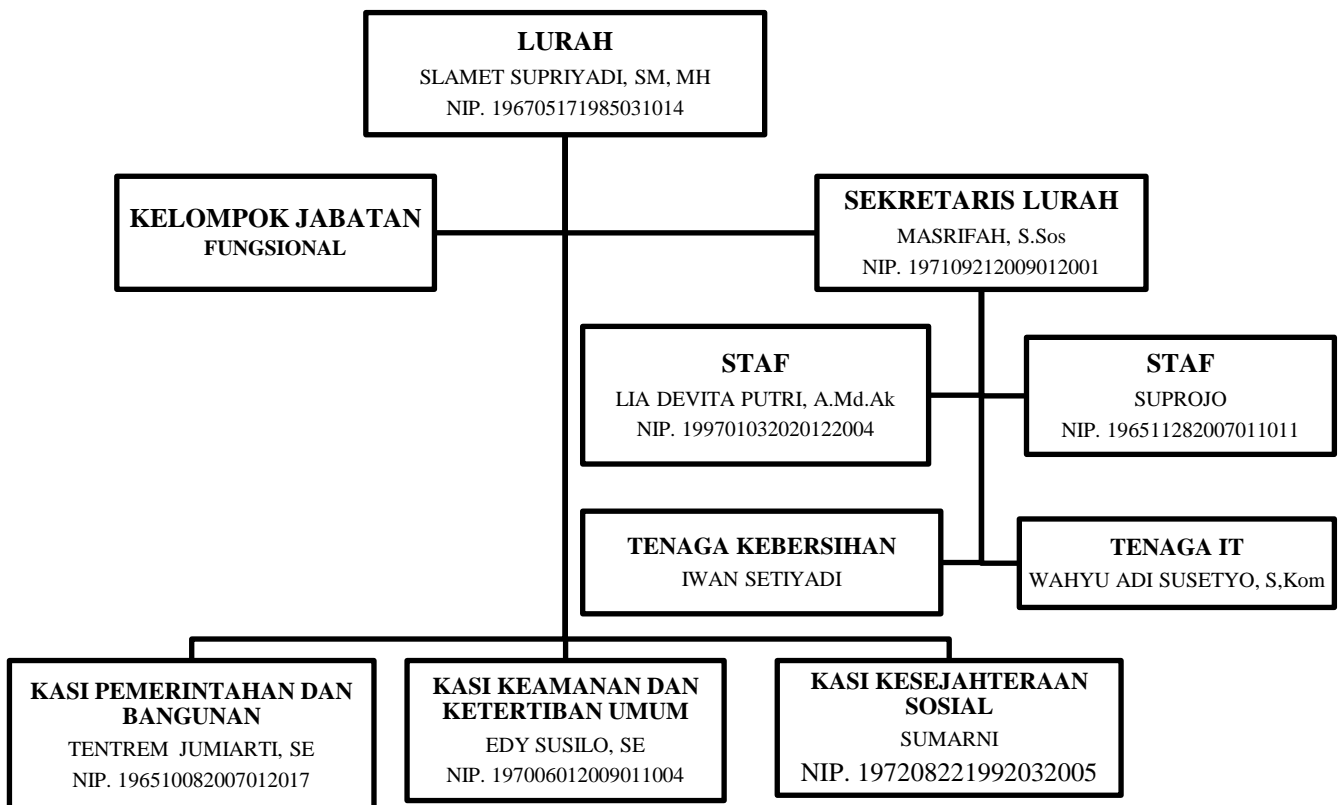 LURAH
SLAMET SUPRIYADI, SM, MH
NIP. 196705171985031014
KELOMPOK JABATAN
FUNGSIONAL
SEKRETARIS LURAH
MASRIFAH, S.Sos
NIP. 197109212009012001
STAF
LIA DEVITA PUTRI, A.Md.Ak
NIP. 199701032020122004
STAF
SUPROJO
NIP. 196511282007011011
TENAGA KEBERSIHAN
IWAN SETIYADI
TENAGA IT
WAHYU ADI SUSETYO, S,Kom
KASI PEMERINTAHAN DAN
BANGUNAN
TENTREM JUMIARTI, SE
NIP. 196510082007012017
KASI KEAMANAN DAN
KETERTIBAN UMUM
EDY SUSILO, SE
NIP. 197006012009011004
KASI KESEJAHTERAAN
SOSIAL
SUMARNI
NIP. 197208221992032005